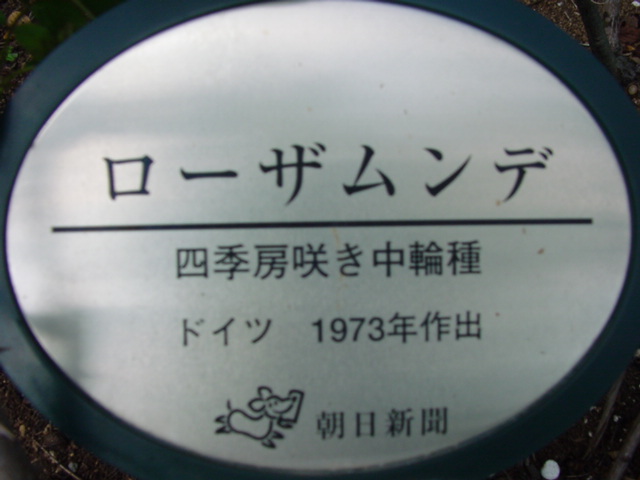 ローザムンデ
四季房咲き中輪種
ドイツ 1973年作出
朝日新聞